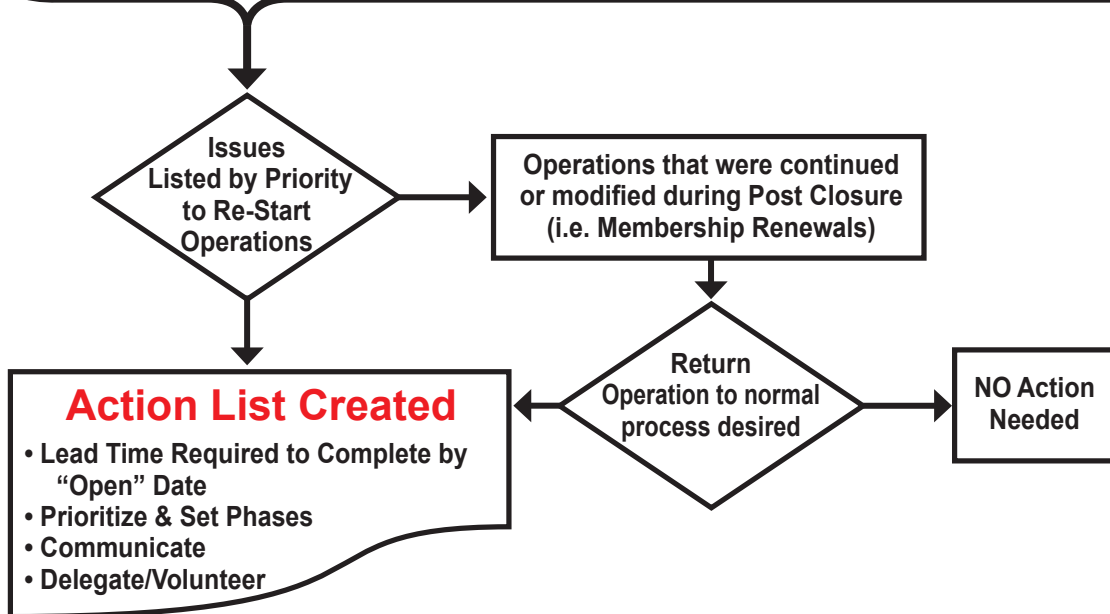 Issues
Listed by Priority
to Re-Start
Operations
Operations that were continued
or modified during Post Closure
(i.e. Membership Renewals)
Return
Operation to normal
process desired
NO Action
Needed
Action List Created
• Lead Time Required to Complete by
“Open” Date
• Prioritize & Set Phases
• Communicate
• Delegate/Volunteer